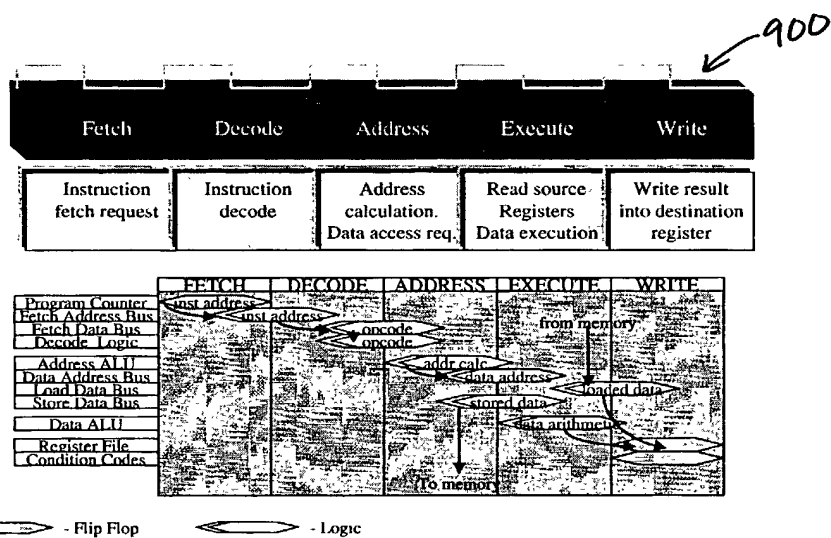 900
Fetch Decode Address Execute Write
Instruction fetch request
Instruction decode
Address calculation. Data access req.
Read source Registers Data execution
Write result into destination register
FETCH DECODE ADDRESS EXECUTE WRITE
Program Counter inst address
Fetch Address Bus inst address
Fetch Data Bus opcode from memory
Decode Logic opcode
Address ALU addr calc
Data Address Bus data address
Load Data Bus loaded data
Store Data Bus stored data
Data ALU data arithmetic
Register File
Condition Codes
To memory
- Flip Flop - Logic